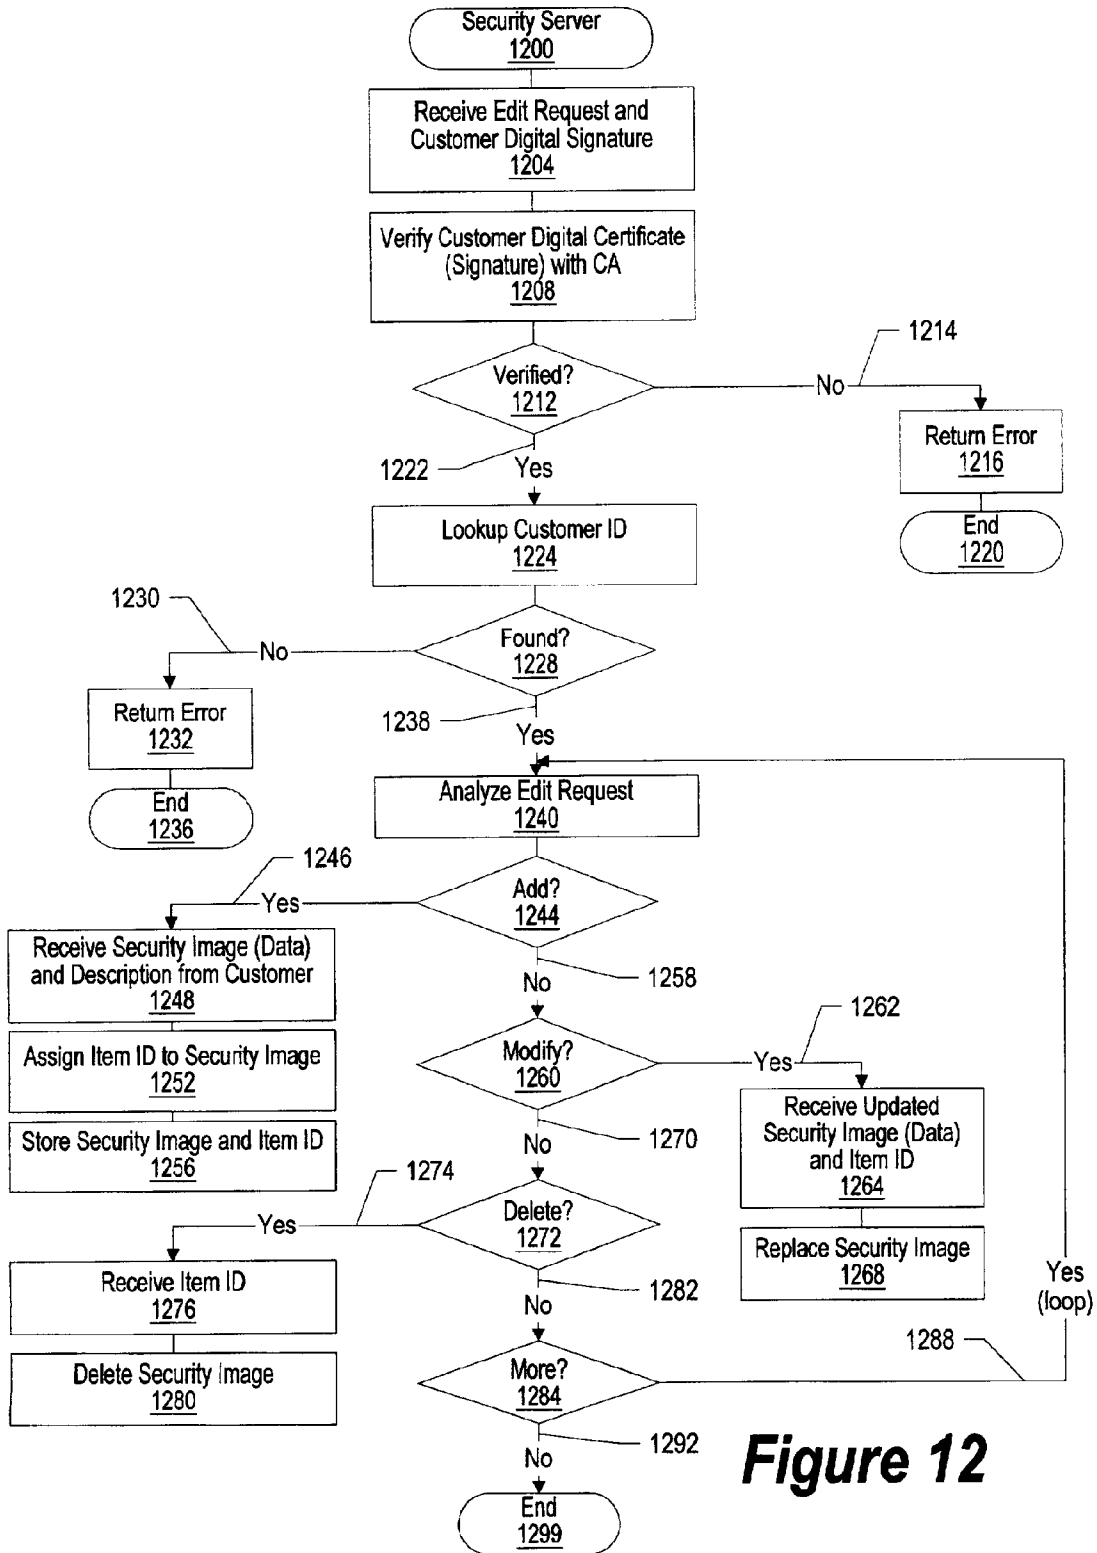 Security Server
1200
Receive Edit Request and
Customer Digital Signature
1204
Verify Customer Digital Certificate
(Signature) with CA
1208
1214
Verified?
1212
No
Return Error
1216
1222
Yes
End
1220
Lookup Customer ID
1224
1230
Found?
1228
No
Return Error
1232
1238
Yes
End
1236
Analyze Edit Request
1240
1246
Add?
1244
Yes
Receive Security Image (Data)
and Description from Customer
1248
1258
No
Assign Item ID to Security Image
1252
1262
Modify?
1260
Yes
Store Security Image and Item ID
1256
Receive Updated
Security Image (Data)
and Item ID
1264
1270
No
1274
Delete?
1272
Yes
Replace Security Image
1268
Receive Item ID
1276
1282
No
Yes
(loop)
1288
Delete Security Image
1280
More?
1284
1292
No
Figure 12
End
1299